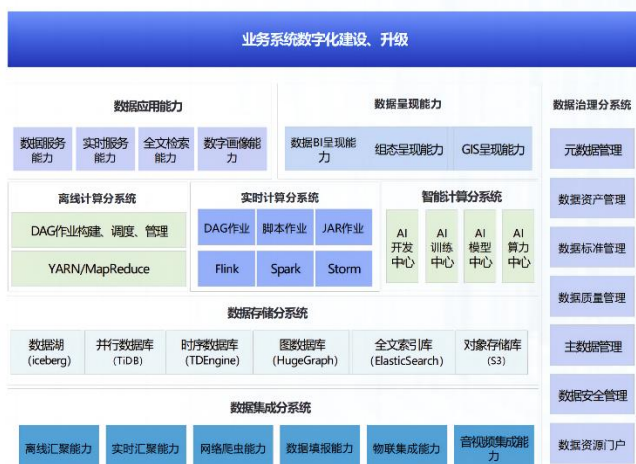 业务系统数字化建设、升级
数据应用能力
数据服务
能力
实时服务
能力
全文检索
能力
数字画像能
力
数据呈现能力
数据BI呈现能
力
组态呈现能力
GIS呈现能力
离线计算分系统
DAG作业构建、调度、管理
YARN/MapReduce
实时计算分系统
DAG作业
脚本作业
JAR作业
Flink
Spark
Storm
智能计算分系统
AI
开发
中心
AI
训练
中心
AI
模型
中心
AI
算力
中心
数据存储分系统
数据湖
(iceberg)
并行数据库
(TiDB)
时序数据库
(TDEngine)
图数据库
(HugeGraph)
全文索引库
(ElasticSearch)
对象存储库
(S3)
数据集成分系统
离线汇聚能力
实时汇聚能力
网络爬虫能力
数据填报能力
物联集成能力
音视频集成能
力
数据治理分系统
元数据管理
数据资产管理
数据标准管理
数据质量管理
主数据管理
数据安全管理
数据资源门户